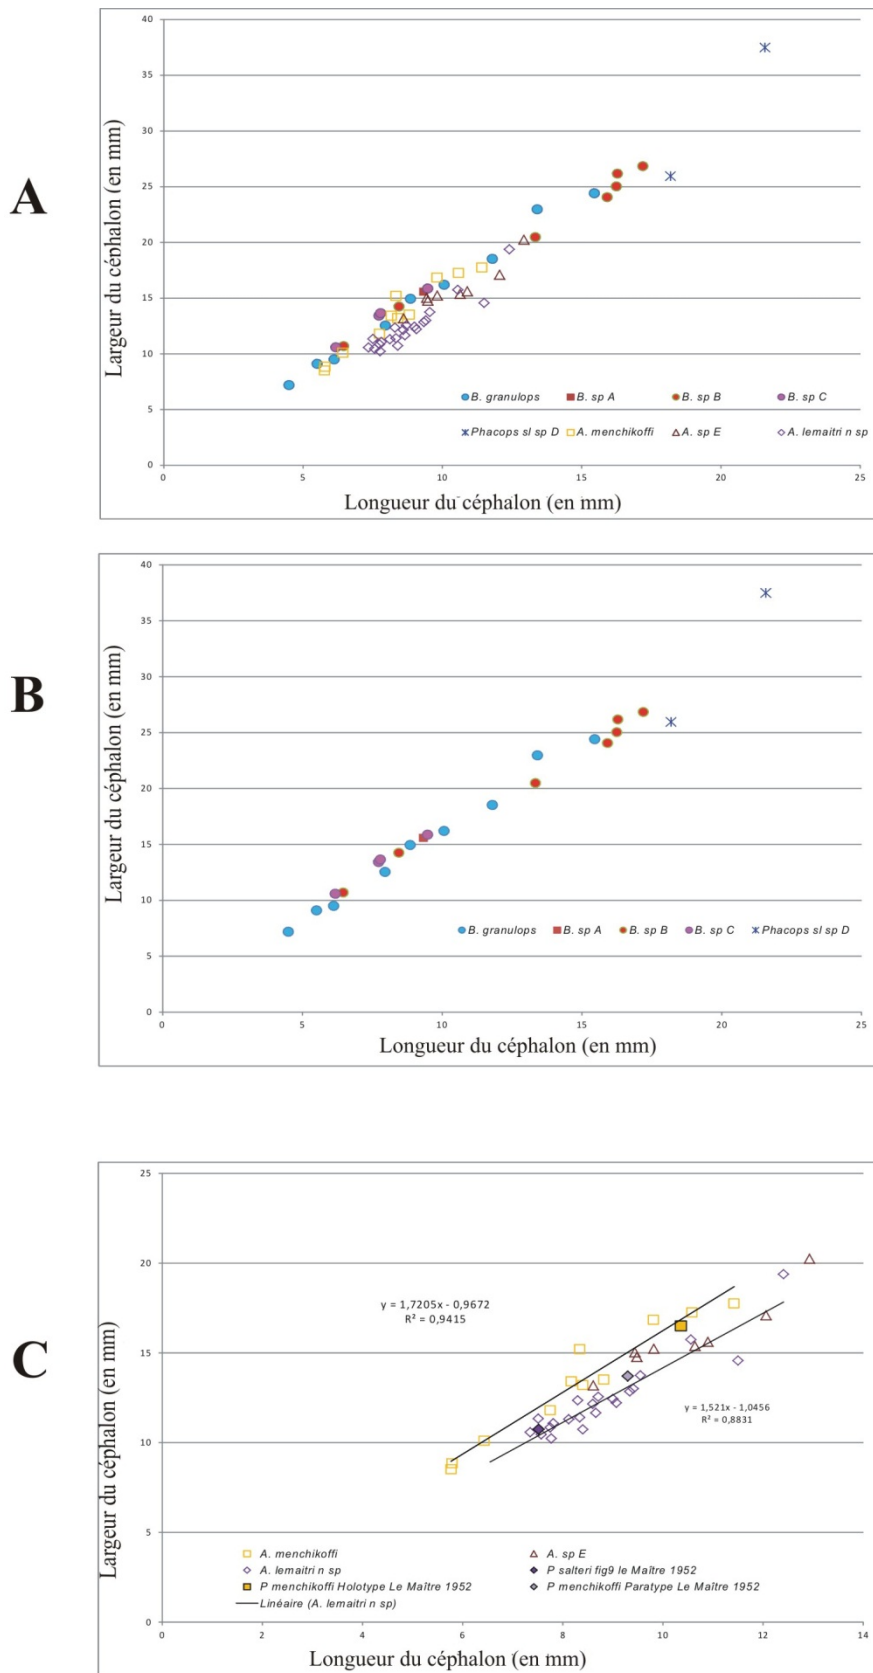 A
Largeur du céphalon (en mm)
40
35
30
25
20
15
10
5
0
B. granulops B. sp A B. sp B B. sp C
Phacops sl sp D A. menchikoffi A. sp E A. lemaitri n sp
0 5 10 15 20 25
Longueur du céphalon (en mm)
B
Largeur du céphalon (en mm)
40
35
30
25
20
15
10
5
0
B. granulops B. sp A B. sp B B. sp C Phacops sl sp D
0 5 10 15 20 25
Longueur du céphalon (en mm)
C
Largeur du céphalon (en mm)
25
20
15
10
5
0
y = 1,7205x - 0,9672
R² = 0,9415
y = 1,521x - 1,0456
R² = 0,8831
A. menchikoffi A. sp E
A. lemaitri n sp P salteri fig9 le Maître 1952
P menchikoffi Holotype Le Maître 1952 P menchikoffi Paratype Le Maître 1952
Linéaire (A. lemaitri n sp)
0 2 4 6 8 10 12 14
Longueur du céphalon (en mm)